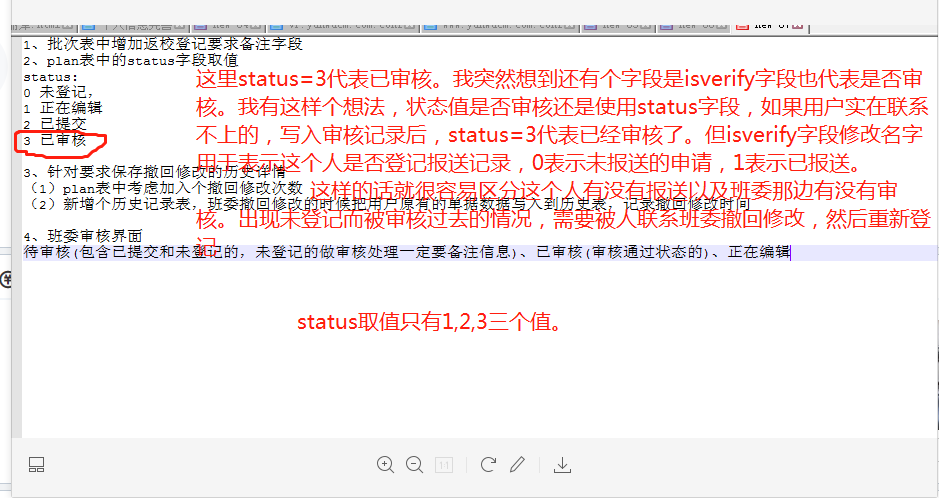 1、批次表中增加返校登记要求备注字段
2、plan表中的status字段取值
status:
0 未登记,
1 正在编辑
2 已提交
3 已审核
这里status=3代表已审核。我突然想到还有个字段是isverify字段也代表是否审
核。我有这样个想法，状态值是否审核还是使用status字段，如果用户实在联系
不上的，写入审核记录后，status=3代表已经审核了。但isverify字段修改名字
用于表示这个人是否登记报送记录，0表示未报送的申请，1表示已报送。
这样的话就很容易区分这个人有没有报送以及班委那边有没有审
核。出现未登记而被审核过去的情况，需要被人联系班委撤回修改，然后重新登
记
3、针对要求保存撤回修改的历史详情
（1）plan表中考虑加入个撤回修改次数
（2）新增个历史记录表，班委撤回修改的时候把用户原有的单据数据写入到历史表，记录撤回修改时间
4、班委审核界面
待审核(包含已提交和未登记的，未登记的做审核处理一定要备注信息)、已审核(审核通过状态的)、正在编辑
status取值只有1,2,3三个值。
1:1